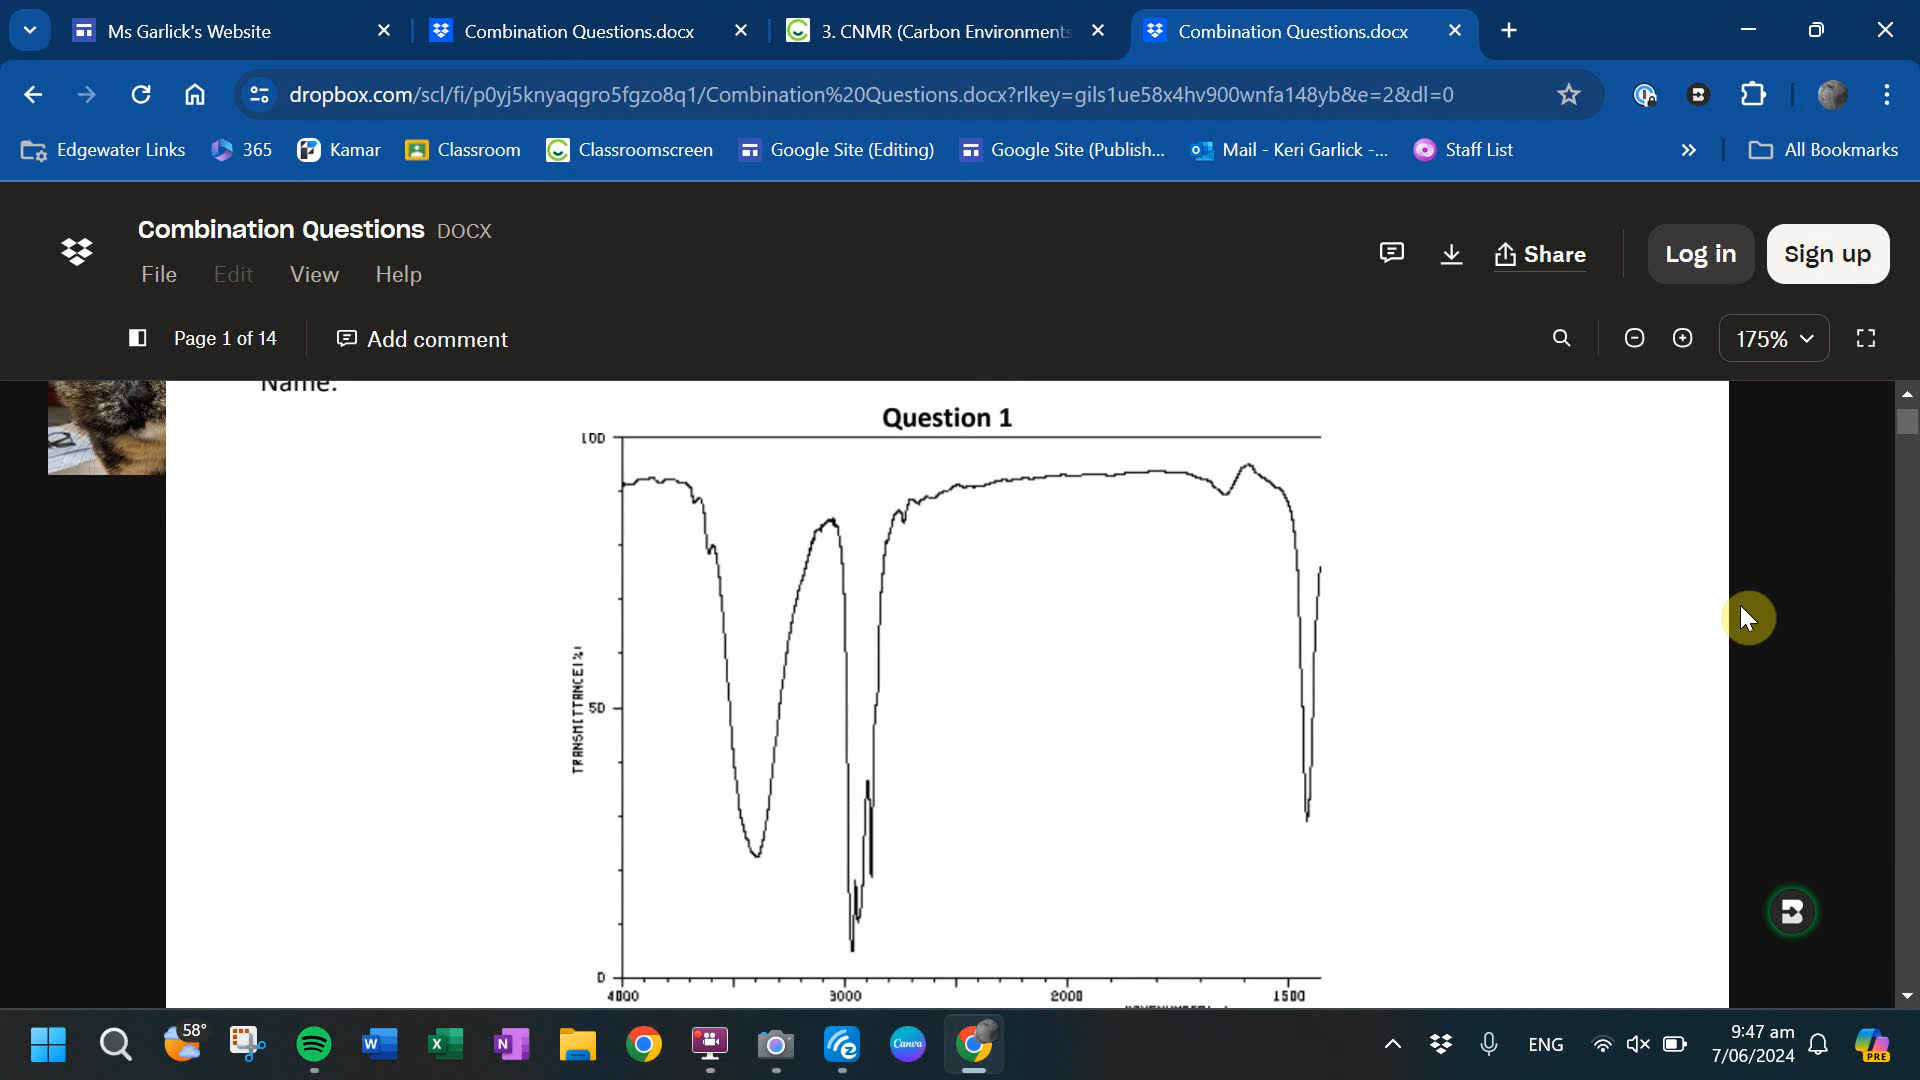 Ms Garlick's Website
Combination Questions.docx
3. CNMR (Carbon Environments
Combination Questions.docx
dropbox.com/scl/fi/p0yj5knyaqgro5fgzo8q1/Combination%20Questions.docx?rlkey=gils1ue58x4hv900wnfa148yb&e=2&dl=0
Edgewater Links
365
Kamar
Classroom
Classroomscreen
Google Site (Editing)
Google Site (Publish...
Mail - Keri Garlick -...
Staff List
All Bookmarks
Combination Questions DOCX
File Edit View Help
Share
Log in
Sign up
Page 1 of 14
Add comment
175%
Name:
Question 1
100
TRANSMITTANCE(%)
50
0
4000 3000 2000 1500
58°
Canva
PRE
ENG
9:47 am
7/06/2024